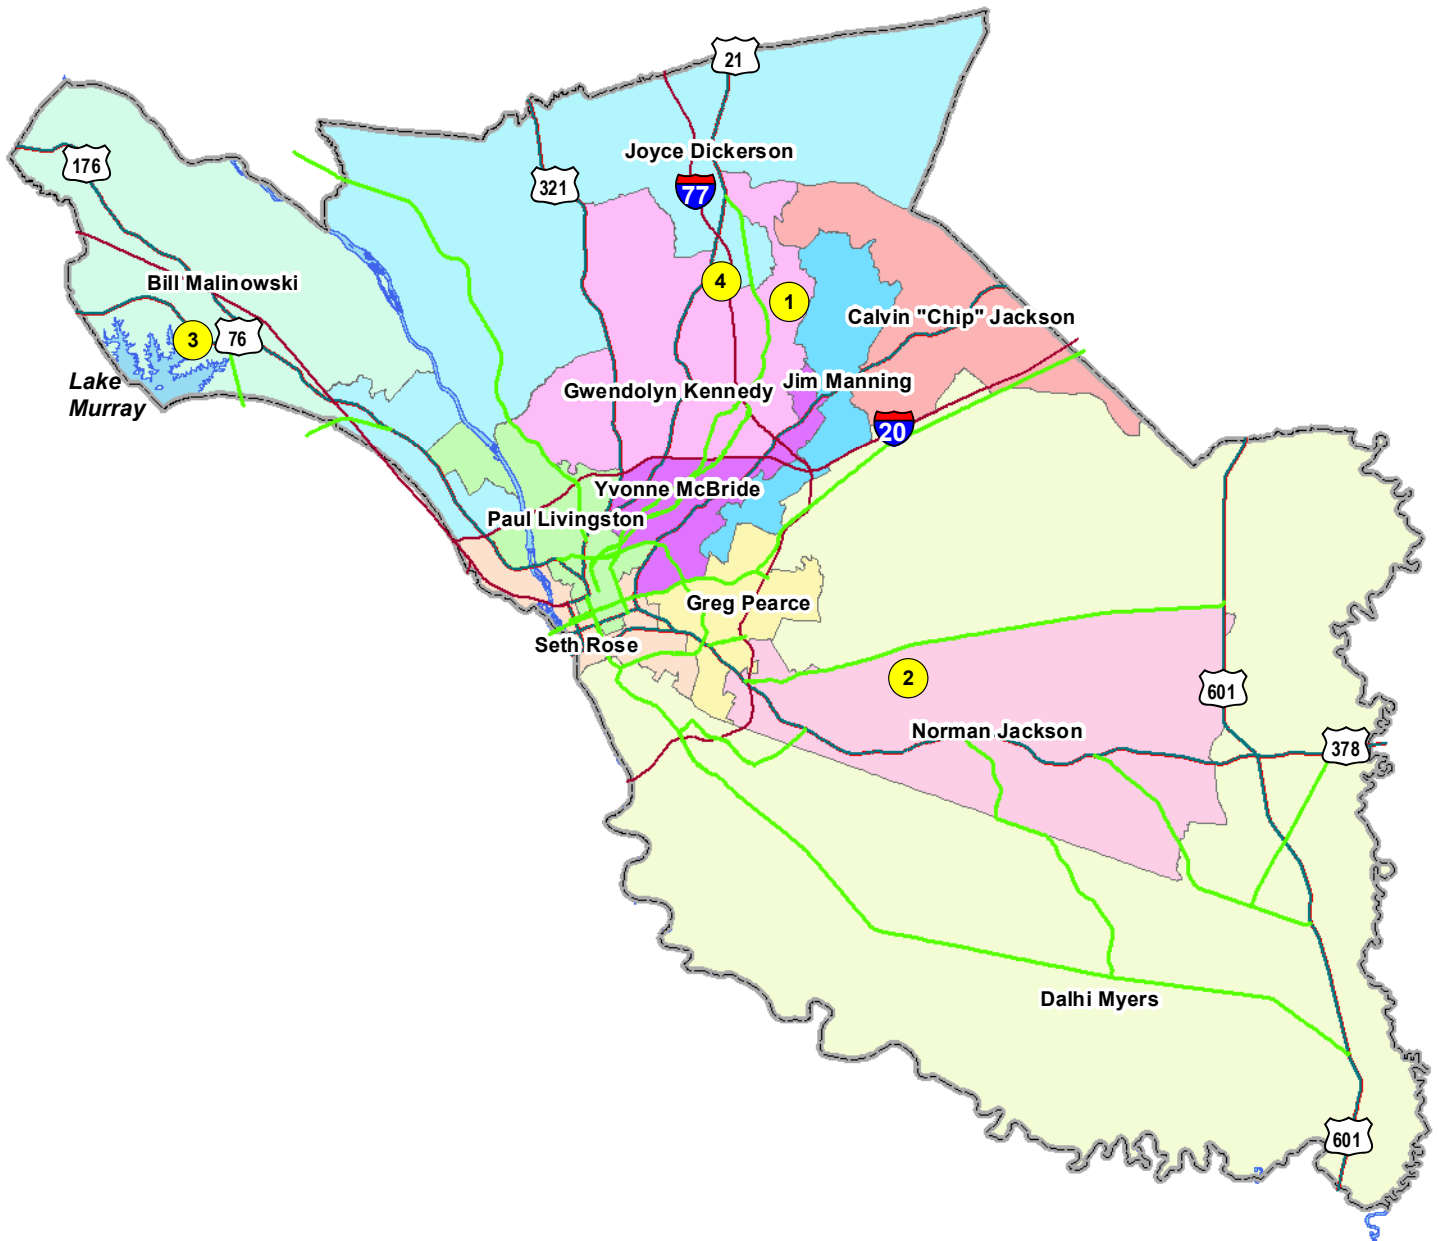 21
Joyce Dickerson
176
321
77
Bill Malinowski
4
1
Calvin "Chip" Jackson
3
76
Lake
Murray
Gwendolyn Kennedy
Jim Manning
20
Yvonne McBride
Paul Livingston
Greg Pearce
Seth Rose
2
601
Norman Jackson
378
Dalhi Myers
601